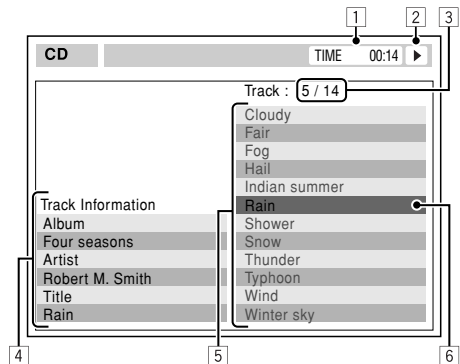 1 2 3
CD TIME 00:14
Track : 5 / 14
Cloudy
Fair
Fog
Hail
Indian summer
Rain
Shower
Snow
Thunder
Typhoon
Wind
Winter sky
Track Information
Album
Four seasons
Artist
Robert M. Smith
Title
Rain
4 5 6